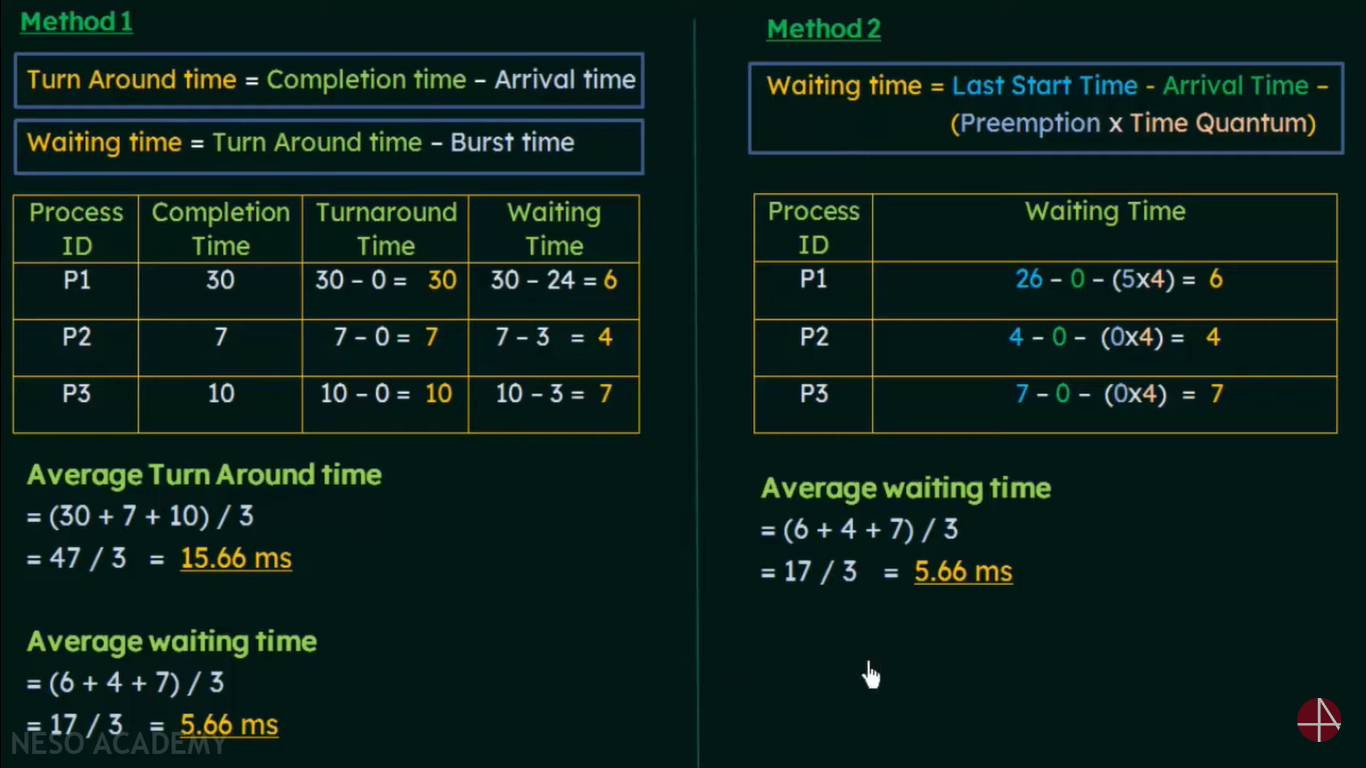 Method 1
Turn Around time = Completion time – Arrival time
Waiting time = Turn Around time – Burst time
Process ID
Completion Time
Turnaround Time
Waiting Time
P1 30 30 – 0 = 30 30 – 24 = 6
P2 7 7 – 0 = 7 7 – 3 = 4
P3 10 10 – 0 = 10 10 – 3 = 7
Average Turn Around time
= (30 + 7 + 10) / 3
= 47 / 3 = 15.66 ms
Average waiting time
= (6 + 4 + 7) / 3
= 17 / 3 = 5.66 ms
NESO ACADEMY
Method 2
Waiting time = Last Start Time - Arrival Time –
(Preemption x Time Quantum)
Process ID
Waiting Time
P1 26 – 0 – (5x4) = 6
P2 4 – 0 – (0x4) = 4
P3 7 – 0 – (0x4) = 7
Average waiting time
= (6 + 4 + 7) / 3
= 17 / 3 = 5.66 ms